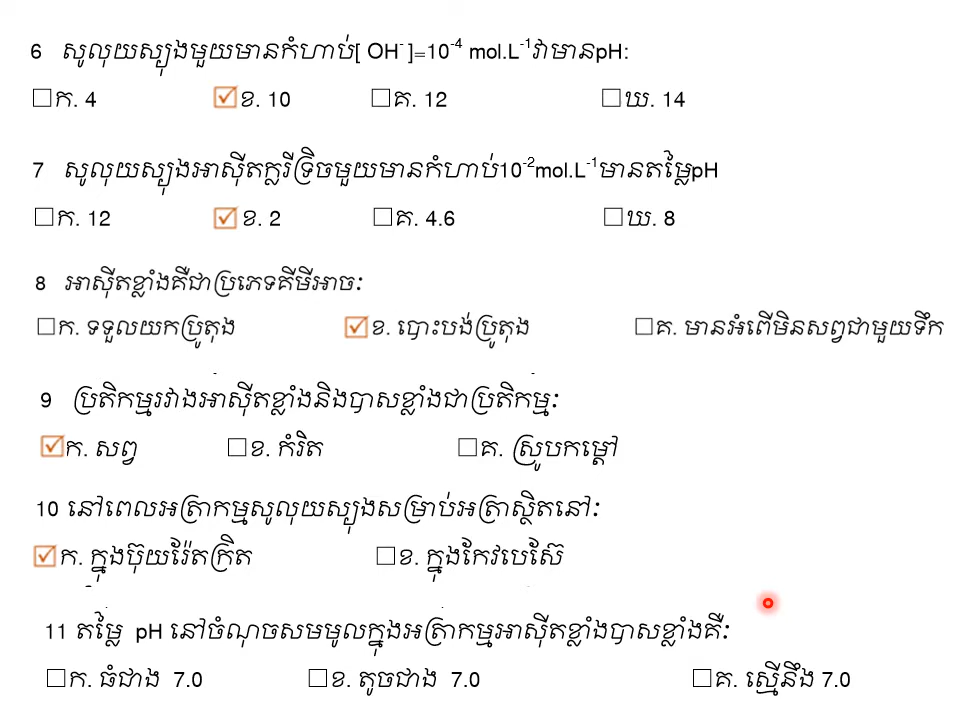 6 សូលុយស្យុងមួយមានកំហាប់[ OH⁻ ]=10⁻⁴ mol.L⁻¹វាមានpH:
☐ក. 4 ☑ខ. 10 ☐គ. 12 ☐ឃ. 14
7 សូលុយស្យុងអាស៊ីតក្លរីទ្រិចមួយមានកំហាប់10⁻²mol.L⁻¹មានតម្លៃpH
☐ក. 12 ☑ខ. 2 ☐គ. 4.6 ☐ឃ. 8
8 អាស៊ីតខ្លាំងគឺជាប្រភេទគីមីអាច:
☐ក. ទទួលយកប្រូតុង ☑ខ. បោះបង់ប្រូតុង ☐គ. មានអំពើមិនសព្វជាមួយទឹក
9 ប្រតិកម្មរវាងអាស៊ីតខ្លាំងនិងបាសខ្លាំងជាប្រតិកម្ម:
☑ក. សព្វ ☐ខ. កំរិត ☐គ. ស្រូបកម្តៅ
10 នៅពេលអត្រាកម្មសូលុយស្យុងសម្រាប់អត្រាស្ថិតនៅ:
☑ក. ក្នុងប៊ុយរ៉ែតក្រិត ☐ខ. ក្នុងកែវបេស៊ែ
11 តម្លៃ pH នៅចំណុចសមមូលក្នុងអត្រាកម្មអាស៊ីតខ្លាំងបាសខ្លាំងគឺ:
☐ក. ធំជាង 7.0 ☐ខ. តូចជាង 7.0 ☐គ. ស្មើនឹង 7.0